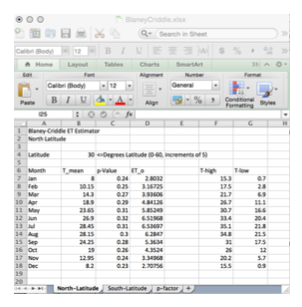 BlaneyCriddle.xlsx
Search in Sheet
Calibri (Body) 12 B I U
Home Layout Tables Charts SmartArt
Edit Font Alignment Number Format
Calibri (Body) 12 General
Paste B I U A Align % Conditional Formatting Styles
I25 fx
A B C D E F G H
1 Blaney-Criddle ET Estimator
2 North Latitude
3
4 Latitude 30 <=Degrees Latitude (0-60, increments of 5)
5
6 Month T_mean p_value ET_o T-high T-low
7 Jan 8 0.24 2.8032 15.3 0.7
8 Feb 10.15 0.25 3.16725 17.5 2.8
9 Mar 14.3 0.27 3.93606 21.7 6.9
10 Apr 18.9 0.29 4.84126 26.7 11.1
11 May 23.65 0.31 5.85249 30.7 16.6
12 Jun 26.9 0.32 6.51968 33.4 20.4
13 Jul 28.45 0.31 6.53697 35.1 21.8
14 Aug 28.15 0.3 6.2847 34.8 21.5
15 Sep 24.25 0.28 5.3634 31 17.5
16 Oct 19 0.26 4.3524 26 12
17 Nov 12.95 0.24 3.34968 20.2 5.7
18 Dec 8.2 0.23 2.70756 15.5 0.9
North-Latitude South-Latitude p-factor +